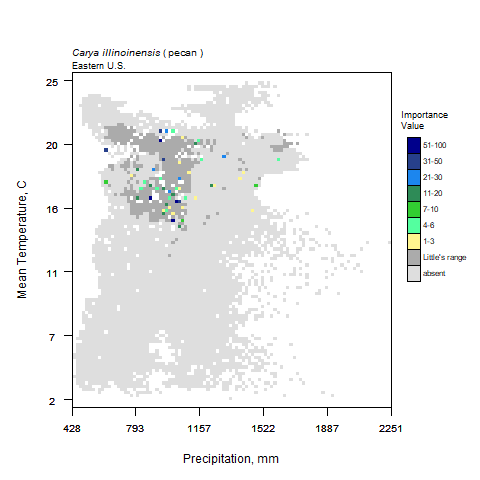 Carya illinoinensis ( pecan )
Eastern U.S.
Importance
Value
51-100
31-50
21-30
11-20
7-10
4-6
1-3
Little's range
absent
25
20
16
11
7
2
Mean Temperature, C
428 793 1157 1522 1887 2251
Precipitation, mm